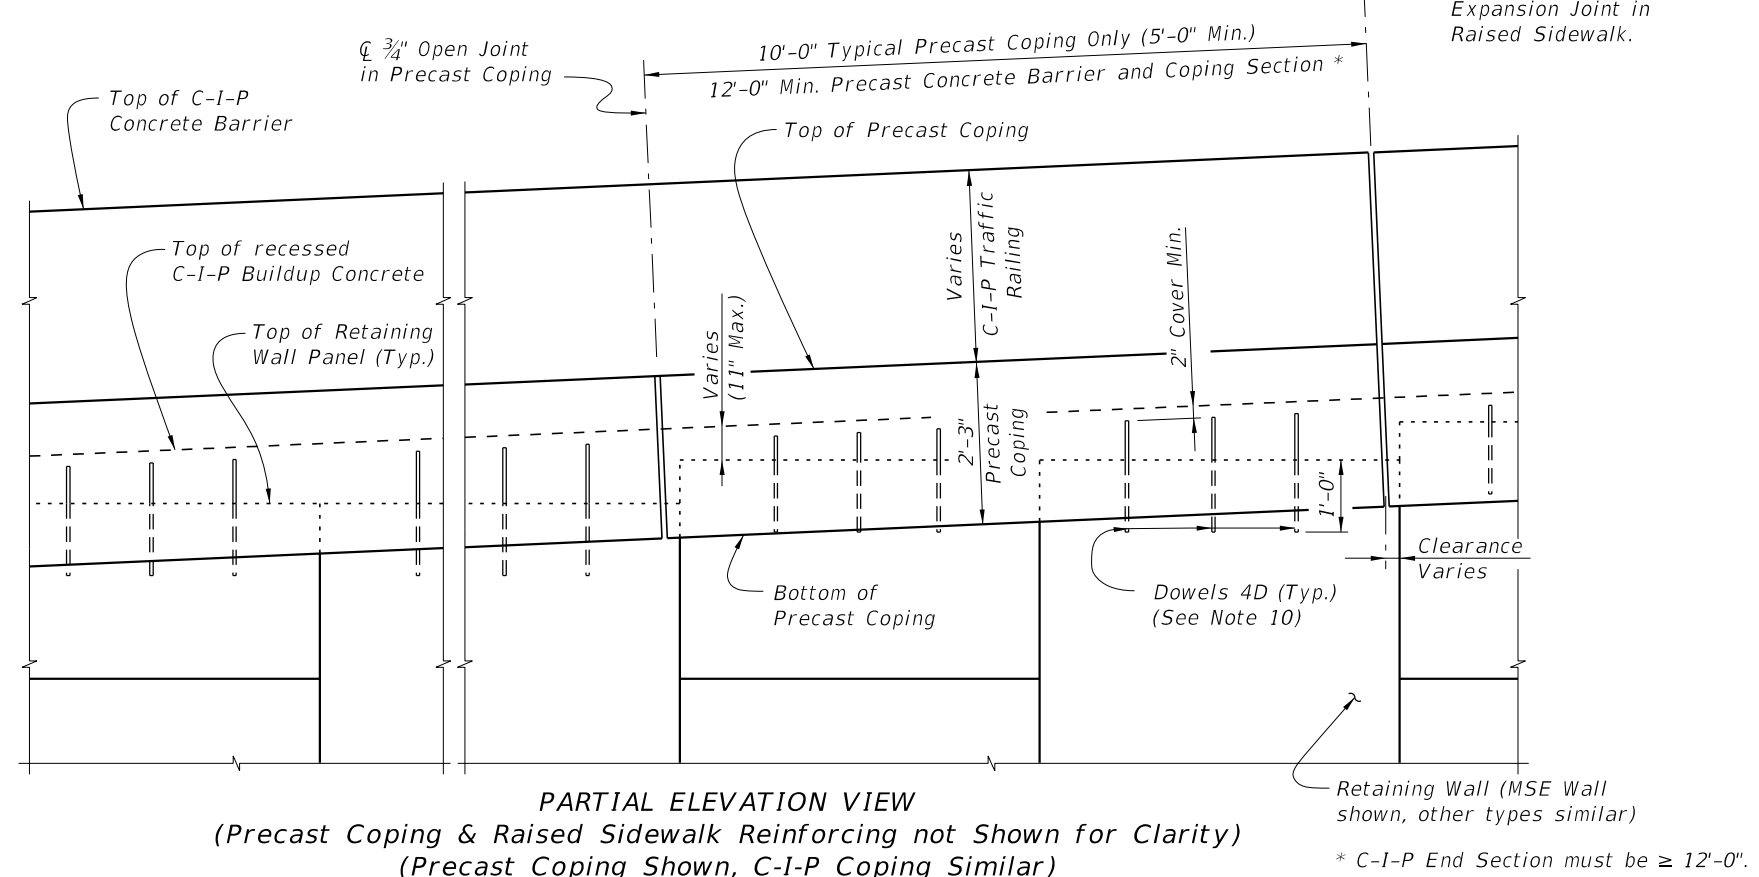 Expansion Joint in
Raised Sidewalk.
℄ ¾" Open Joint
in Precast Coping
10'-0" Typical Precast Coping Only (5'-0" Min.)
12'-0" Min. Precast Concrete Barrier and Coping Section *
Top of C-I-P
Concrete Barrier
Top of Precast Coping
Top of recessed
C-I-P Buildup Concrete
Top of Retaining
Wall Panel (Typ.)
Varies
(11" Max.)
Varies
C-I-P Traffic
Railing
2" Cover Min.
2'-3"
Precast
Coping
1'-0"
Clearance
Varies
Bottom of
Precast Coping
Dowels 4D (Typ.)
(See Note 10)
Retaining Wall (MSE Wall
shown, other types similar)
PARTIAL ELEVATION VIEW
(Precast Coping & Raised Sidewalk Reinforcing not Shown for Clarity)
(Precast Coping Shown, C-I-P Coping Similar)
* C-I-P End Section must be ≥ 12'-0".